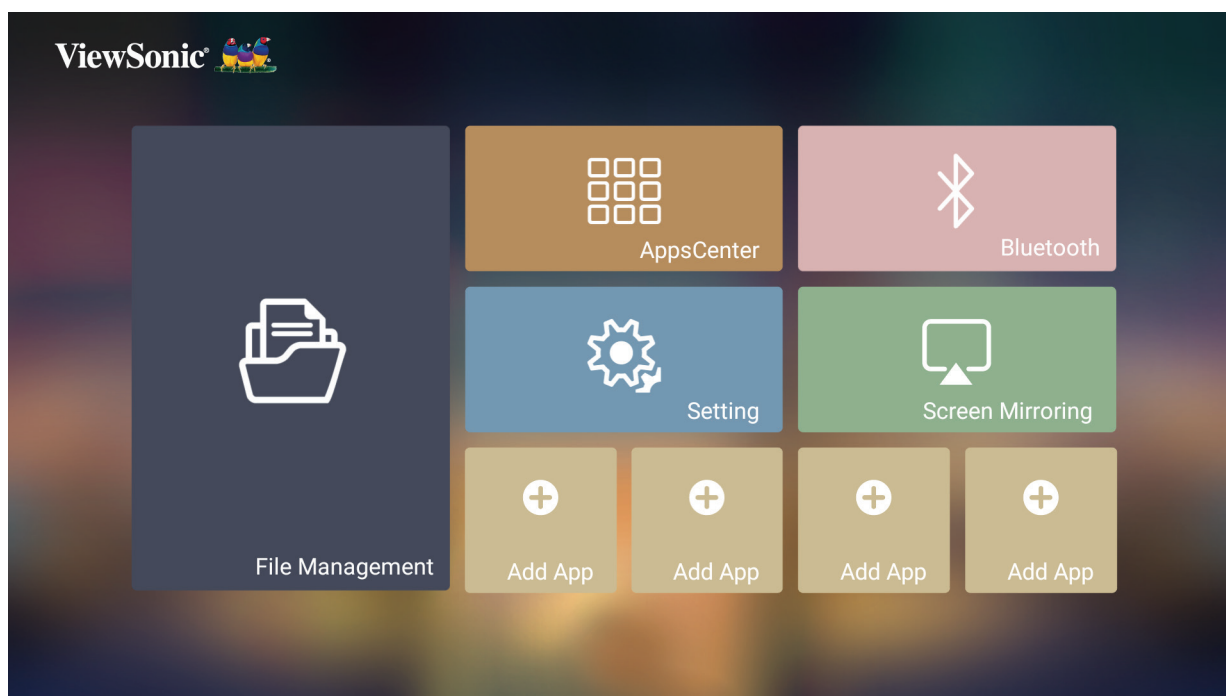 ViewSonic®
AppsCenter
Bluetooth
Setting
Screen Mirroring
File Management
Add App
Add App
Add App
Add App